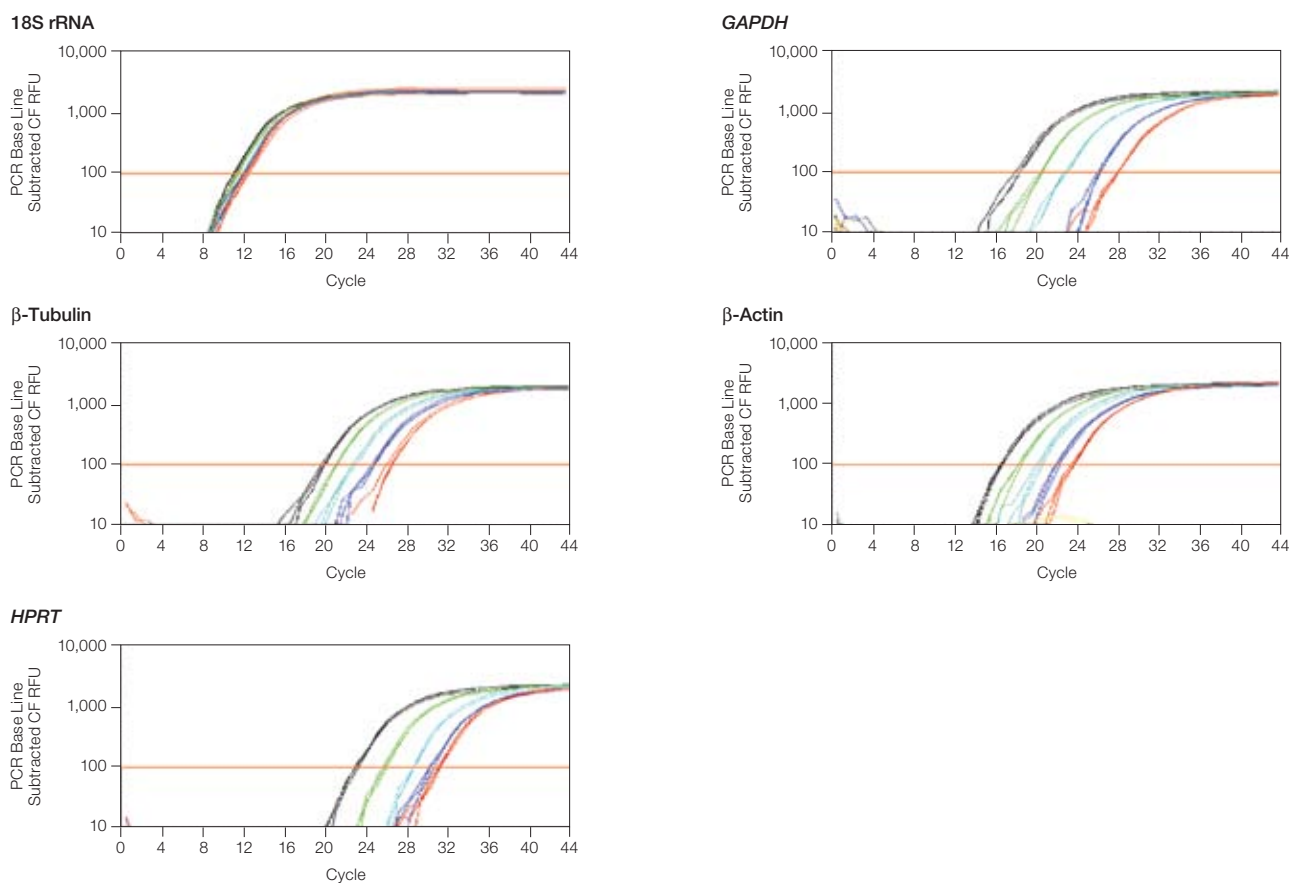 18S rRNA
10,000
1,000
100
10
PCR Base Line
Subtracted CF RFU
0 4 8 12 16 20 24 28 32 36 40 44
Cycle
GAPDH
10,000
1,000
100
10
PCR Base Line
Subtracted CF RFU
0 4 8 12 16 20 24 28 32 36 40 44
Cycle
β-Tubulin
10,000
1,000
100
10
PCR Base Line
Subtracted CF RFU
0 4 8 12 16 20 24 28 32 36 40 44
Cycle
β-Actin
10,000
1,000
100
10
PCR Base Line
Subtracted CF RFU
0 4 8 12 16 20 24 28 32 36 40 44
Cycle
HPRT
10,000
1,000
100
10
PCR Base Line
Subtracted CF RFU
0 4 8 12 16 20 24 28 32 36 40 44
Cycle